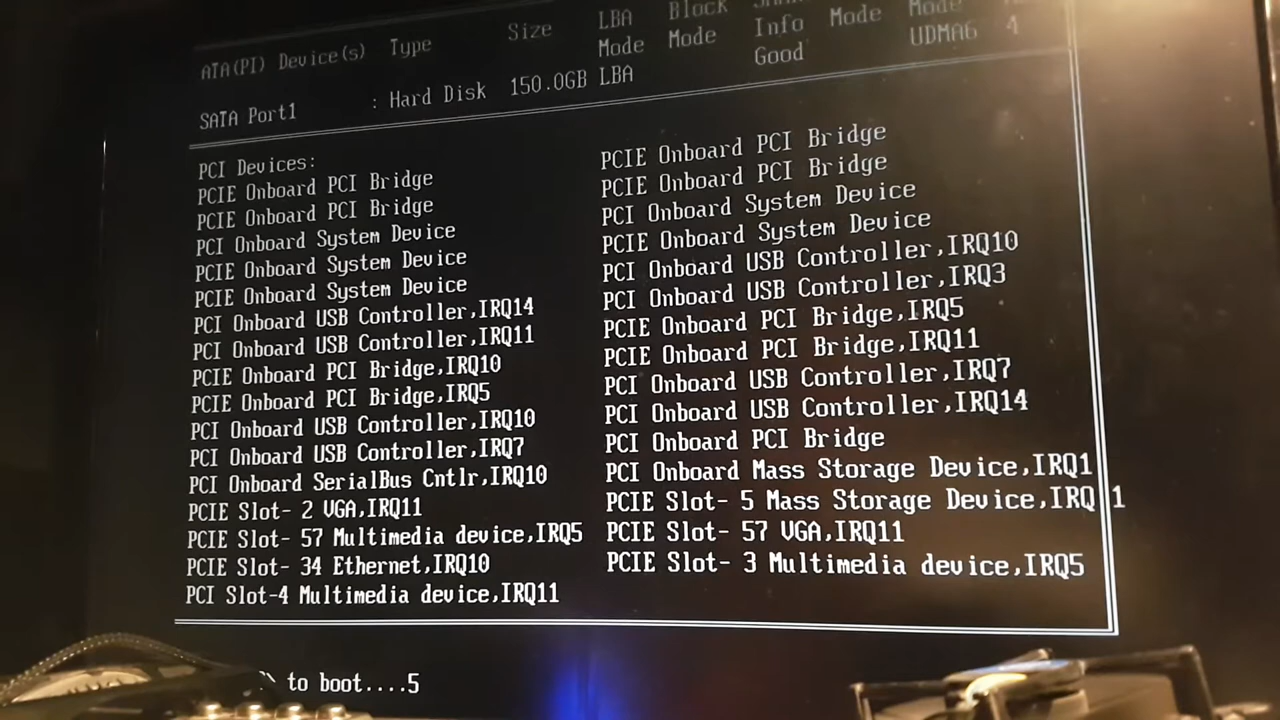 LBA Block
ATA(PI) Device(s) Type Size Mode Mode Info Mode Mode
Good UDMA6 4
SATA Port1 : Hard Disk 150.0GB LBA
PCI Devices: PCIE Onboard PCI Bridge
PCIE Onboard PCI Bridge PCIE Onboard PCI Bridge
PCIE Onboard PCI Bridge PCI Onboard System Device
PCI Onboard System Device PCIE Onboard System Device
PCIE Onboard System Device PCI Onboard USB Controller,IRQ10
PCIE Onboard System Device PCI Onboard USB Controller,IRQ3
PCI Onboard USB Controller,IRQ14 PCIE Onboard PCI Bridge,IRQ5
PCI Onboard USB Controller,IRQ11 PCIE Onboard PCI Bridge,IRQ11
PCIE Onboard PCI Bridge,IRQ10 PCI Onboard USB Controller,IRQ7
PCIE Onboard PCI Bridge,IRQ5 PCI Onboard USB Controller,IRQ14
PCI Onboard USB Controller,IRQ10 PCI Onboard PCI Bridge
PCI Onboard USB Controller,IRQ7 PCI Onboard Mass Storage Device,IRQ1
PCI Onboard SerialBus Cntlr,IRQ10 PCIE Slot- 5 Mass Storage Device,IRQ 1
PCIE Slot- 2 VGA,IRQ11 PCIE Slot- 57 VGA,IRQ11
PCIE Slot- 57 Multimedia device,IRQ5 PCIE Slot- 3 Multimedia device,IRQ5
PCIE Slot- 34 Ethernet,IRQ10
PCI Slot-4 Multimedia device,IRQ11
to boot....5